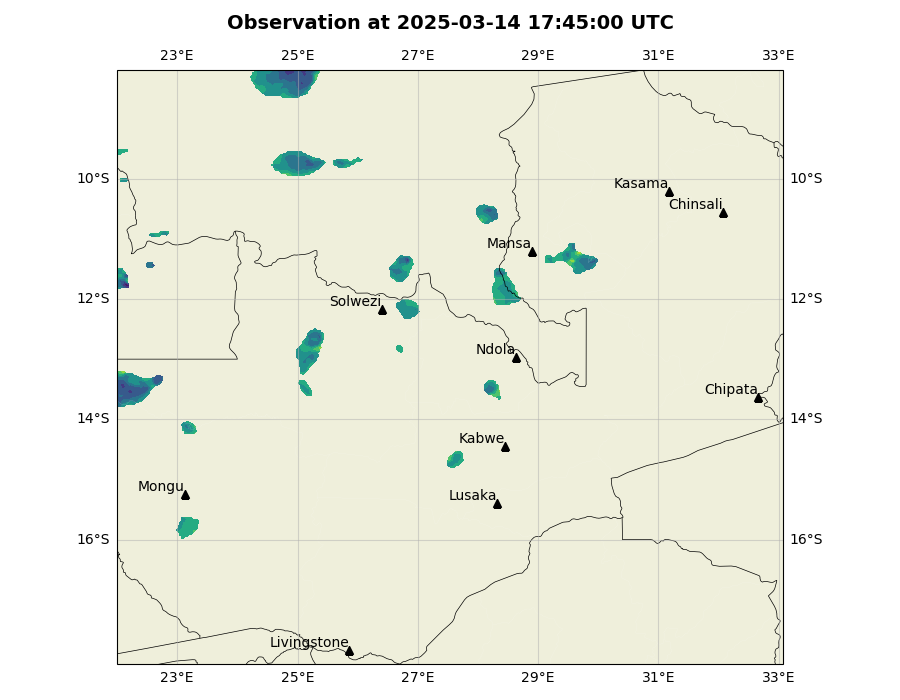 Observation at 2025-03-14 17:45:00 UTC
23°E 25°E 27°E 29°E 31°E 33°E
10°S 10°S
Kasama
Chinsali
Mansa
12°S 12°S
Solwezi
Ndola
Chipata
14°S 14°S
Kabwe
Mongu
Lusaka
16°S 16°S
Livingstone
23°E 25°E 27°E 29°E 31°E 33°E